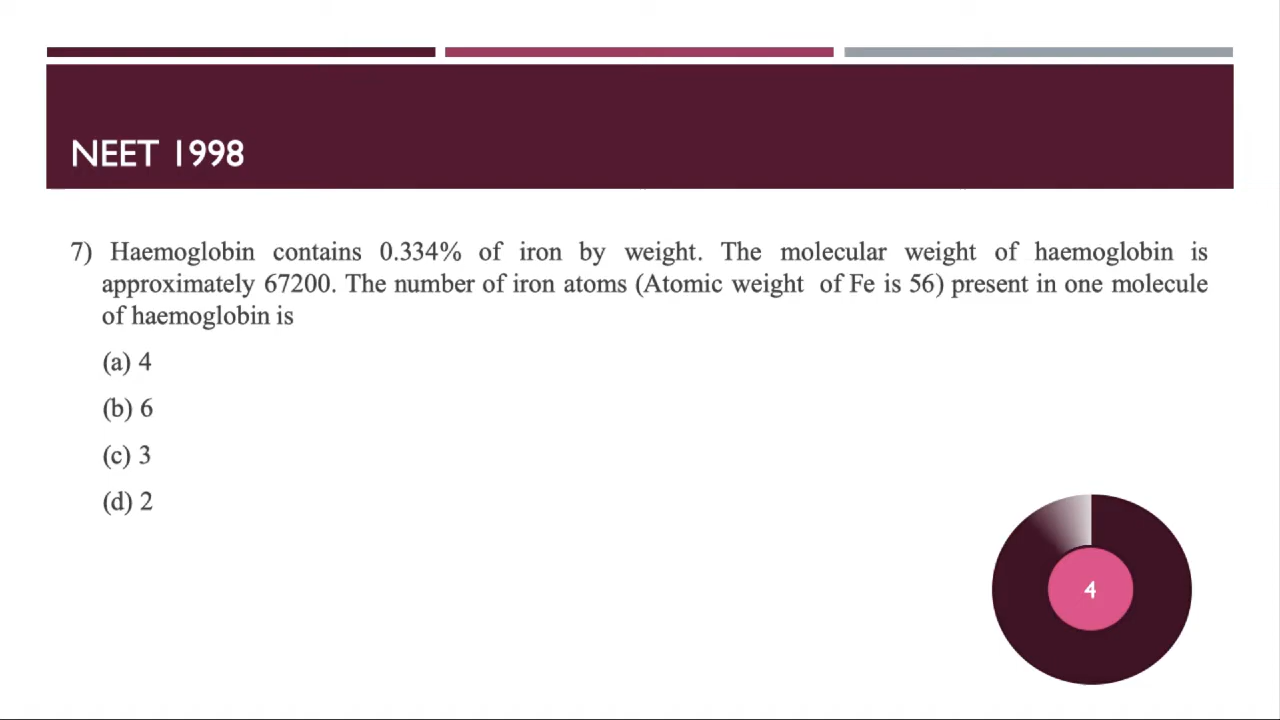 NEET 1998
7) Haemoglobin contains 0.334% of iron by weight. The molecular weight of haemoglobin is
approximately 67200. The number of iron atoms (Atomic weight of Fe is 56) present in one molecule
of haemoglobin is
(a) 4
(b) 6
(c) 3
(d) 2
4